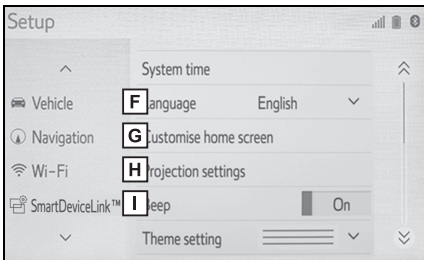 Setup
System time
Vehicle F anguage English
Navigation G ustomise home screen
Wi-Fi H rojection settings
SmartDeviceLink™ I eep On
Theme setting